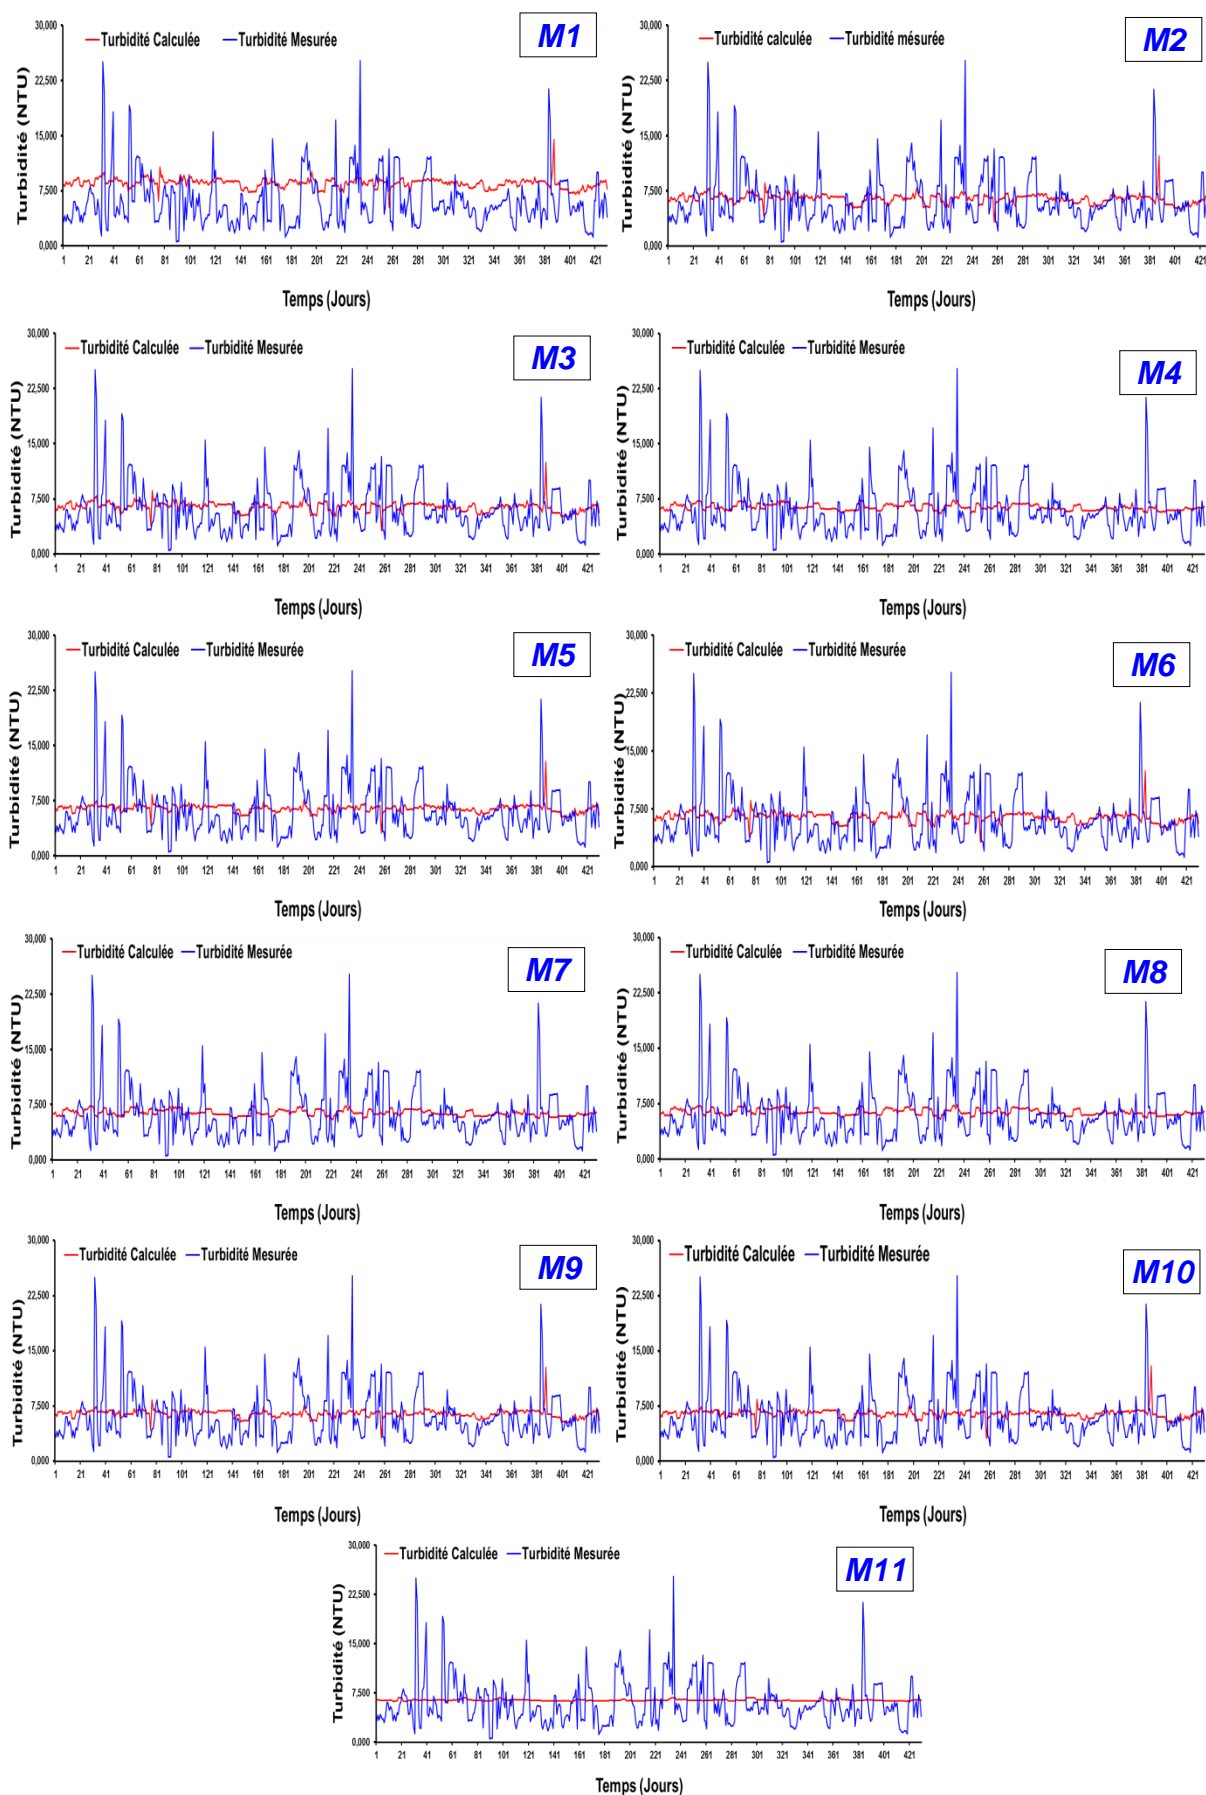 Turbidité Calculée Turbidité Mesurée M1
Turbidité (NTU)
30,000
22,500
15,000
7,500
0,000
1 21 41 61 81 101 121 141 161 181 201 221 241 261 281 301 321 341 361 381 401 421
Temps (Jours)
Turbidité calculée Turbidité mésurée M2
Turbidité (NTU)
30,000
22,500
15,000
7,500
0,000
1 21 41 61 81 101 121 141 161 181 201 221 241 261 281 301 321 341 361 381 401 421
Temps (Jours)
Turbidité Calculée Turbidité Mesurée M3
Turbidité (NTU)
30,000
22,500
15,000
7,500
0,000
1 21 41 61 81 101 121 141 161 181 201 221 241 261 281 301 321 341 361 381 401 421
Temps (Jours)
Turbidité Calculée Turbidité Mesurée M4
Turbidité (NTU)
30,000
22,500
15,000
7,500
0,000
1 21 41 61 81 101 121 141 161 181 201 221 241 261 281 301 321 341 361 381 401 421
Temps (Jours)
Turbidité Calculée Turbidité Mesurée M5
Turbidité (NTU)
30,000
22,500
15,000
7,500
0,000
1 21 41 61 81 101 121 141 161 181 201 221 241 261 281 301 321 341 361 381 401 421
Temps (Jours)
Turbidité Calculée Turbidité Mesurée M6
Turbidité (NTU)
30,000
22,500
15,000
7,500
0,000
1 21 41 61 81 101 121 141 161 181 201 221 241 261 281 301 321 341 361 381 401 421
Temps (Jours)
Turbidité Calculée Turbidité Mesurée M7
Turbidité (NTU)
30,000
22,500
15,000
7,500
0,000
1 21 41 61 81 101 121 141 161 181 201 221 241 261 281 301 321 341 361 381 401 421
Temps (Jours)
Turbidité Calculée Turbidité Mesurée M8
Turbidité (NTU)
30,000
22,500
15,000
7,500
0,000
1 21 41 61 81 101 121 141 161 181 201 221 241 261 281 301 321 341 361 381 401 421
Temps (Jours)
Turbidité Calculée Turbidité Mesurée M9
Turbidité (NTU)
30,000
22,500
15,000
7,500
0,000
1 21 41 61 81 101 121 141 161 181 201 221 241 261 281 301 321 341 361 381 401 421
Temps (Jours)
Turbidité Calculée Turbidité Mesurée M10
Turbidité (NTU)
30,000
22,500
15,000
7,500
0,000
1 21 41 61 81 101 121 141 161 181 201 221 241 261 281 301 321 341 361 381 401 421
Temps (Jours)
Turbidité Calculée Turbidité Mesurée M11
Turbidité (NTU)
30,000
22,500
15,000
7,500
0,000
1 21 41 61 81 101 121 141 161 181 201 221 241 261 281 301 321 341 361 381 401 421
Temps (Jours)